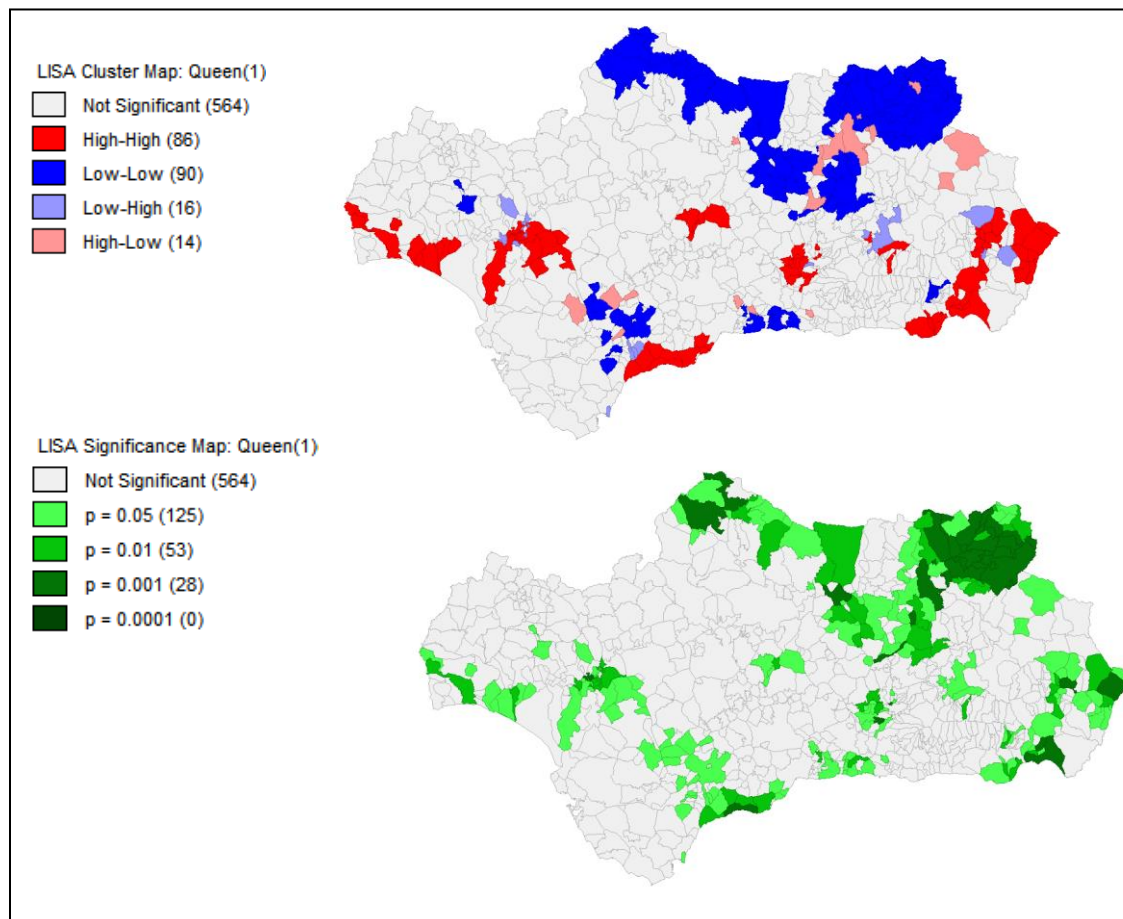 LISA Cluster Map: Queen(1)
Not Significant (564)
High-High (86)
Low-Low (90)
Low-High (16)
High-Low (14)
LISA Significance Map: Queen(1)
Not Significant (564)
p = 0.05 (125)
p = 0.01 (53)
p = 0.001 (28)
p = 0.0001 (0)